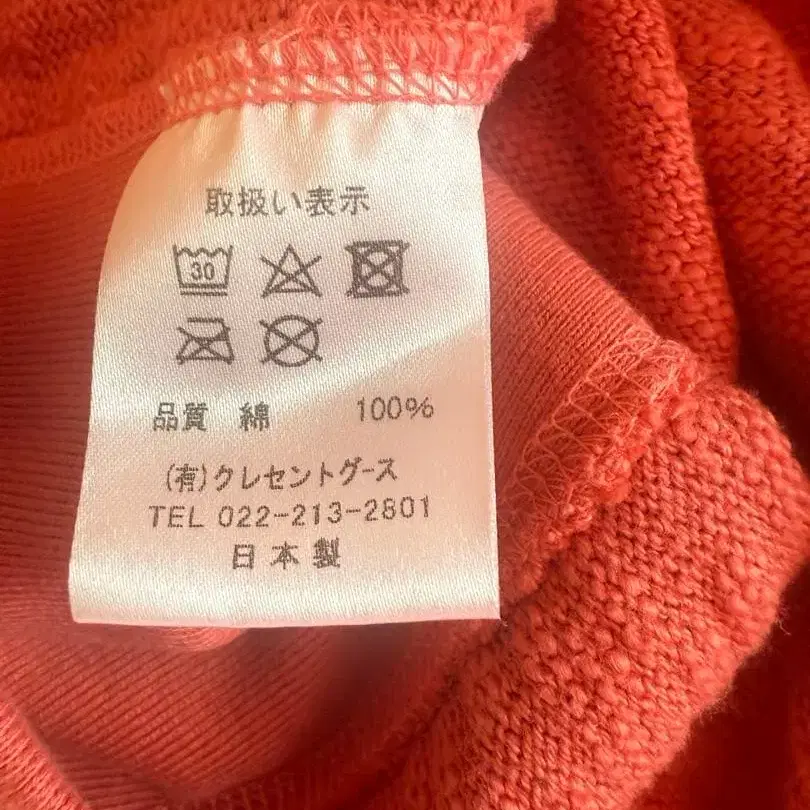 取扱い表示
30
品質 綿 100%
(有)クレセントグース
TEL 022-213-2801
日本製